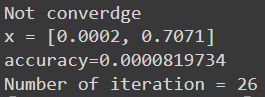 Not converdge
x = [0.0002, 0.7071]
accuracy=0.0000819734
Number of iteration = 26